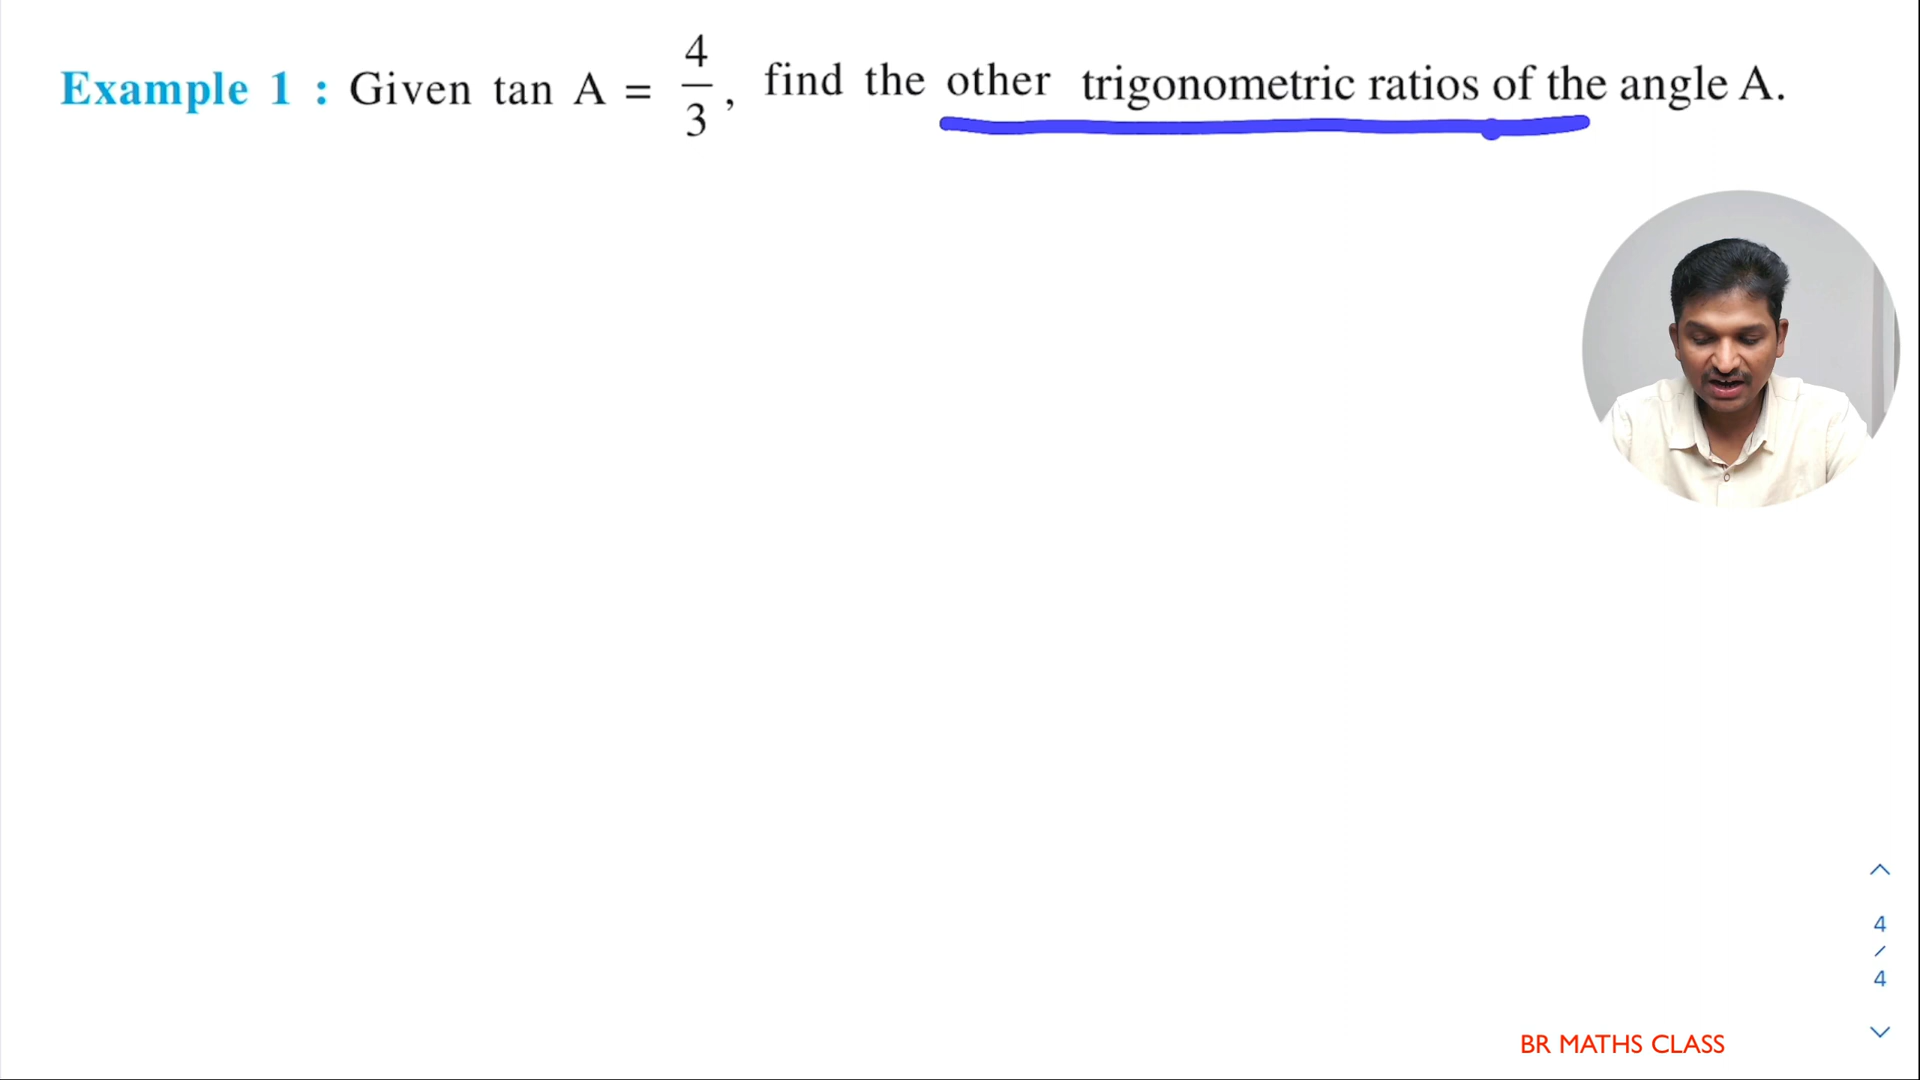 Example 1 : Given tan A = 4/3, find the other trigonometric ratios of the angle A.
4
/
4
BR MATHS CLASS